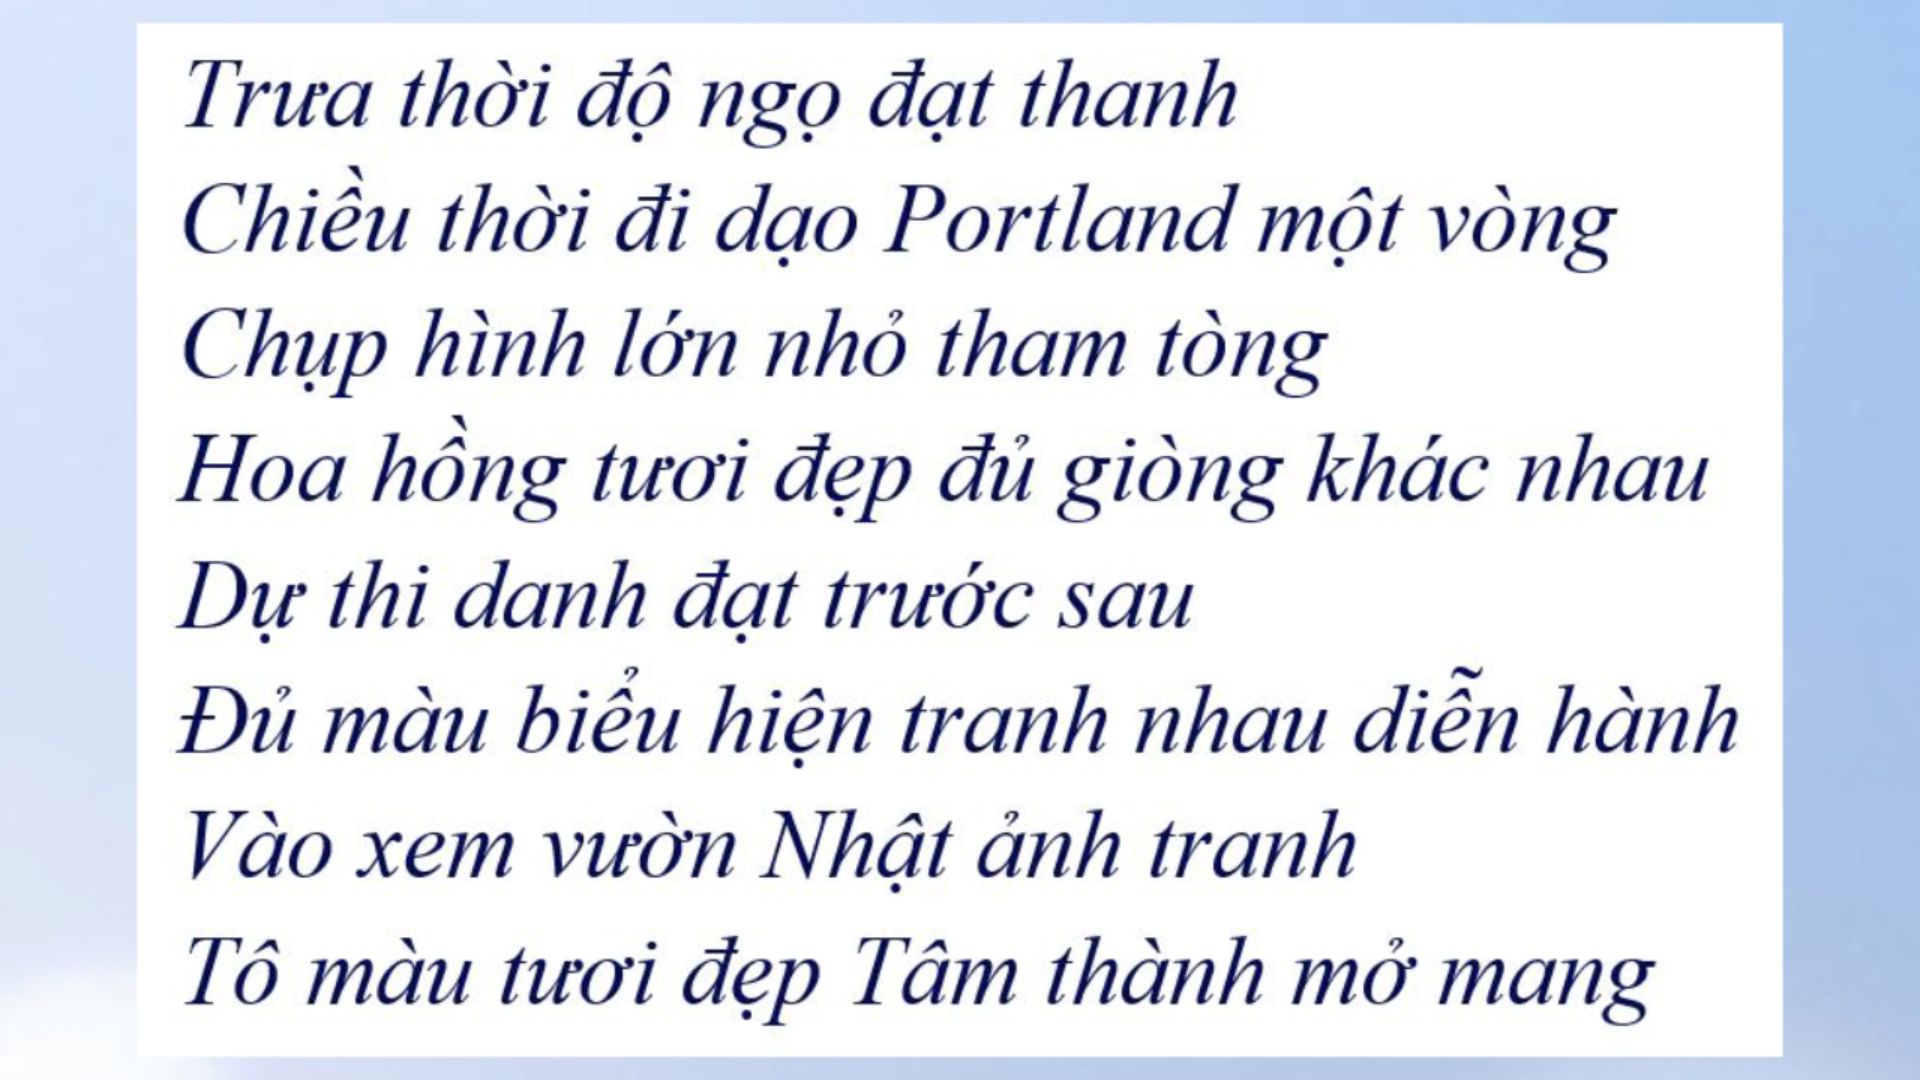 Trưa thời độ ngọ đạt thanh
Chiều thời đi dạo Portland một vòng
Chụp hình lớn nhỏ tham tòng
Hoa hồng tươi đẹp đủ giòng khác nhau
Dự thi danh đạt trước sau
Đủ màu biểu hiện tranh nhau diễn hành
Vào xem vườn Nhật ảnh tranh
Tô màu tươi đẹp Tâm thành mở mang